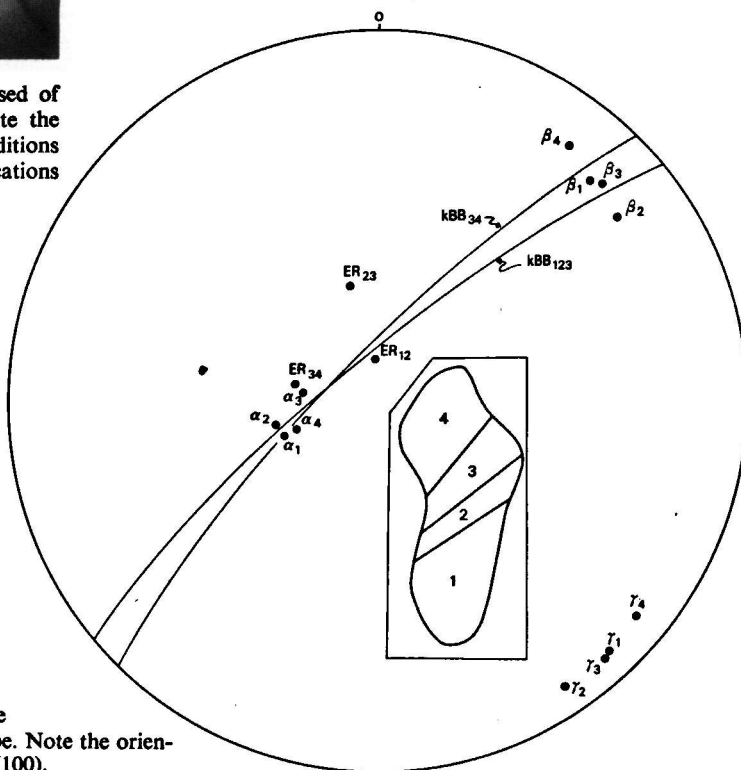 sed of
te the
ditions
cations
0
β4
β3
β1
β2
kBB34
kBB123
ER23
ER12
ER34
α3
α2
α4
α1
4
3
2
1
γ4
γ1
γ3
γ2
e
pe. Note the orien-
(100).